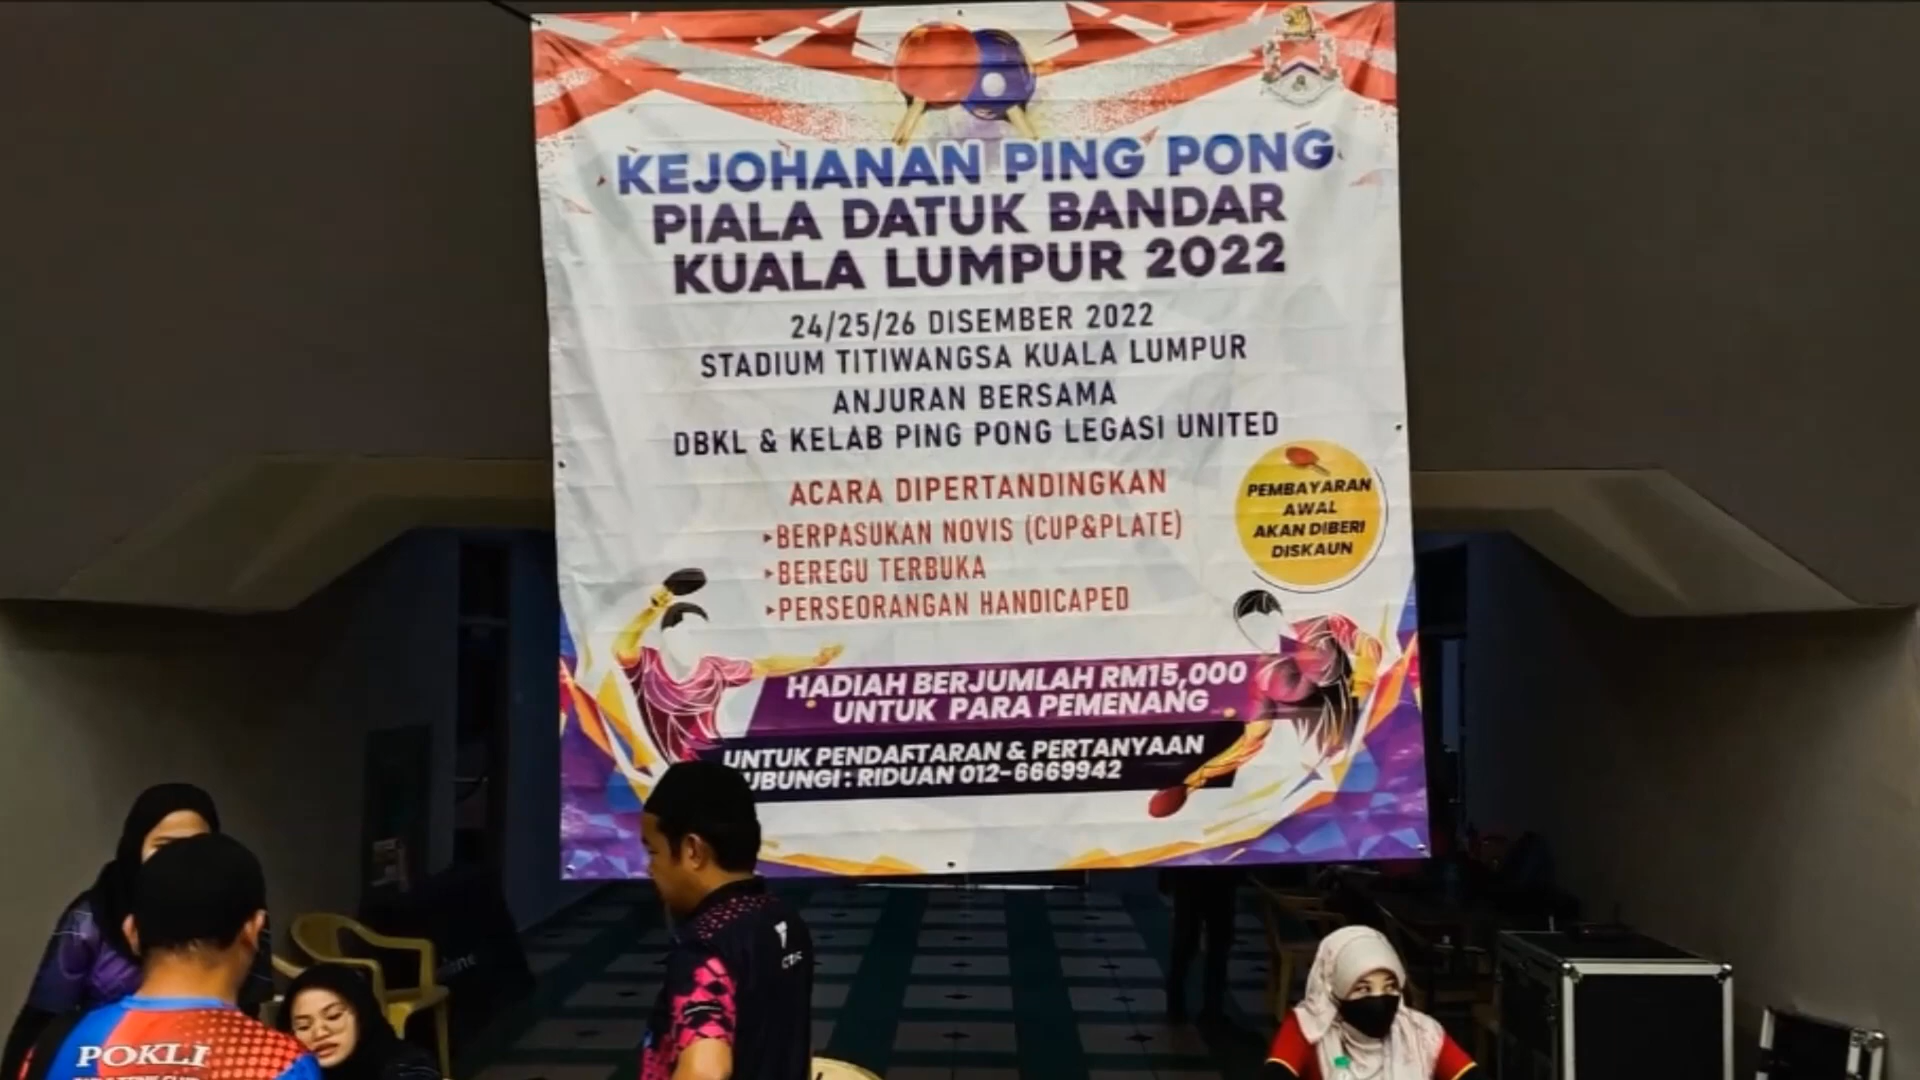 KEJOHANAN PING PONG
PIALA DATUK BANDAR
KUALA LUMPUR 2022
24/25/26 DISEMBER 2022
STADIUM TITIWANGSA KUALA LUMPUR
ANJURAN BERSAMA
DBKL & KELAB PING PONG LEGASI UNITED
ACARA DIPERTANDINGKAN
▸BERPASUKAN NOVIS (CUP&PLATE)
▸BEREGU TERBUKA
▸PERSEORANGAN HANDICAPED
PEMBAYARAN
AWAL
AKAN DIBERI
DISKAUN
HADIAH BERJUMLAH RM15,000
UNTUK PARA PEMENANG
UNTUK PENDAFTARAN & PERTANYAAN
UBUNGI : RIDUAN 012-6669942
POKLI